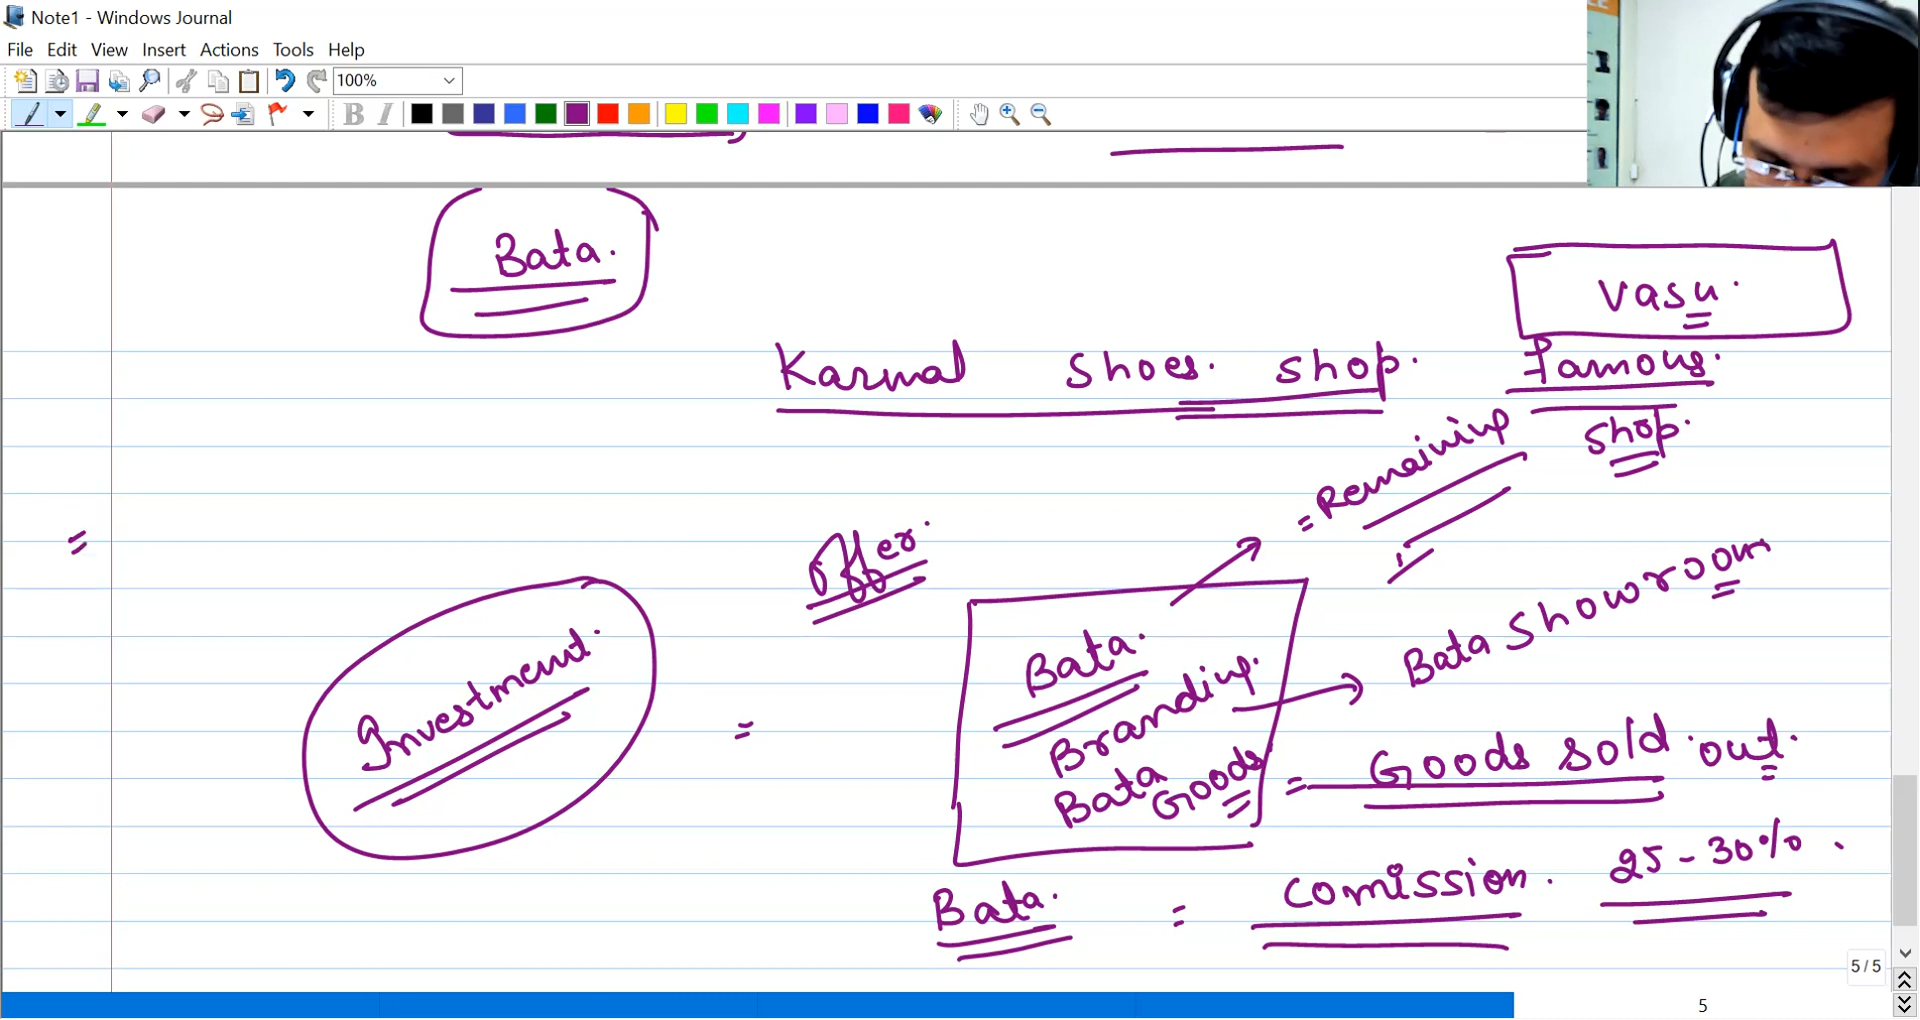 Note1 - Windows Journal
File Edit View Insert Actions Tools Help
100%
B I
Bata.
Vasu.
Karnal Shoes. Shop. famous.
Shop.
= Remaining
=
Offer.
Bata Showroom
Investment.
=
Bata.
Branding.
Bata Goods
= Goods sold out.
Bata. = Comission. 25 - 30%.
5 / 5
5